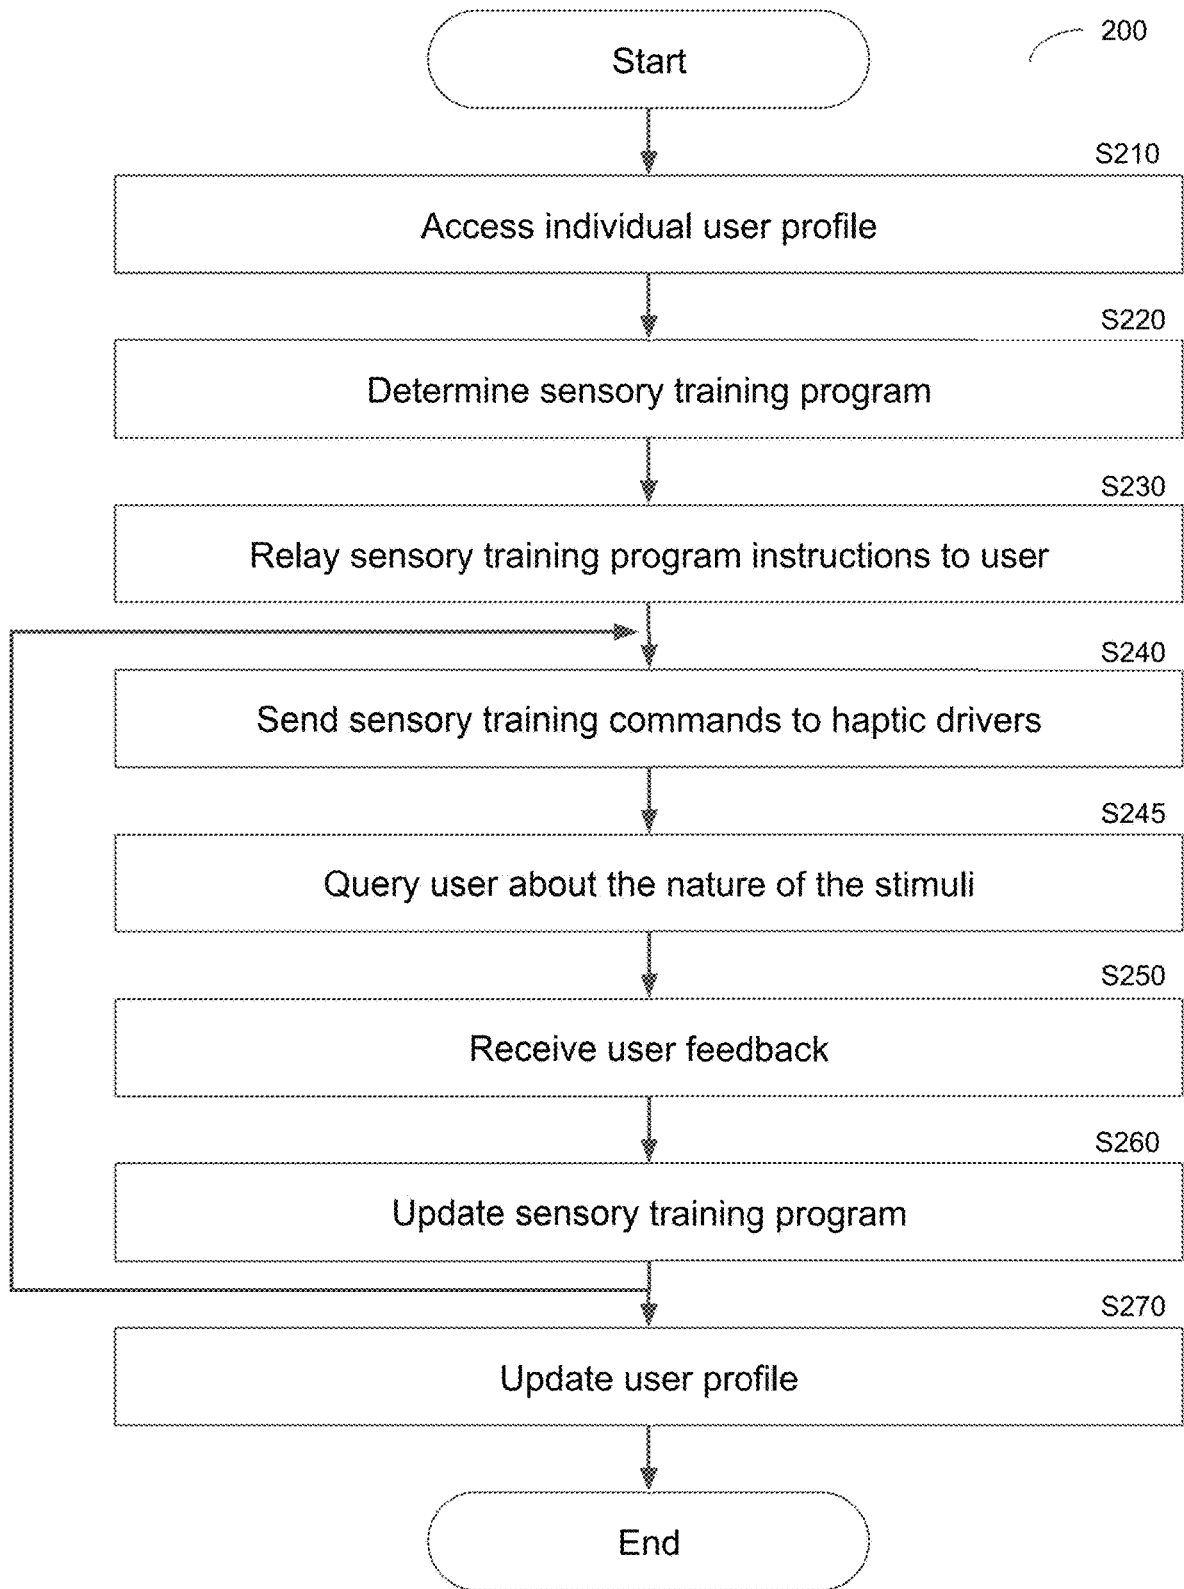 Start
200
S210
Access individual user profile
S220
Determine sensory training program
S230
Relay sensory training program instructions to user
S240
Send sensory training commands to haptic drivers
S245
Query user about the nature of the stimuli
S250
Receive user feedback
S260
Update sensory training program
S270
Update user profile
End